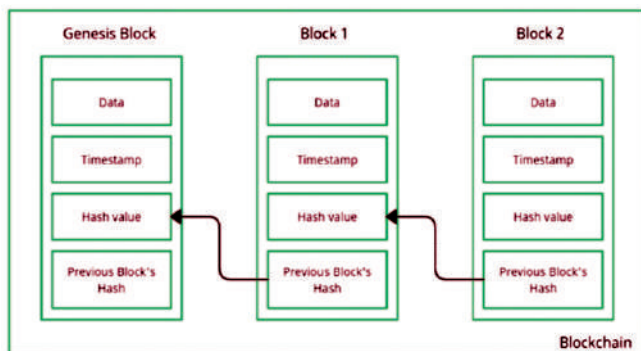 Genesis Block
Block 1
Block 2
Data
Data
Data
Timestamp
Timestamp
Timestamp
Hash value
Hash value
Hash value
Previous Block's
Hash
Previous Block's
Hash
Previous Block's
Hash
Blockchain